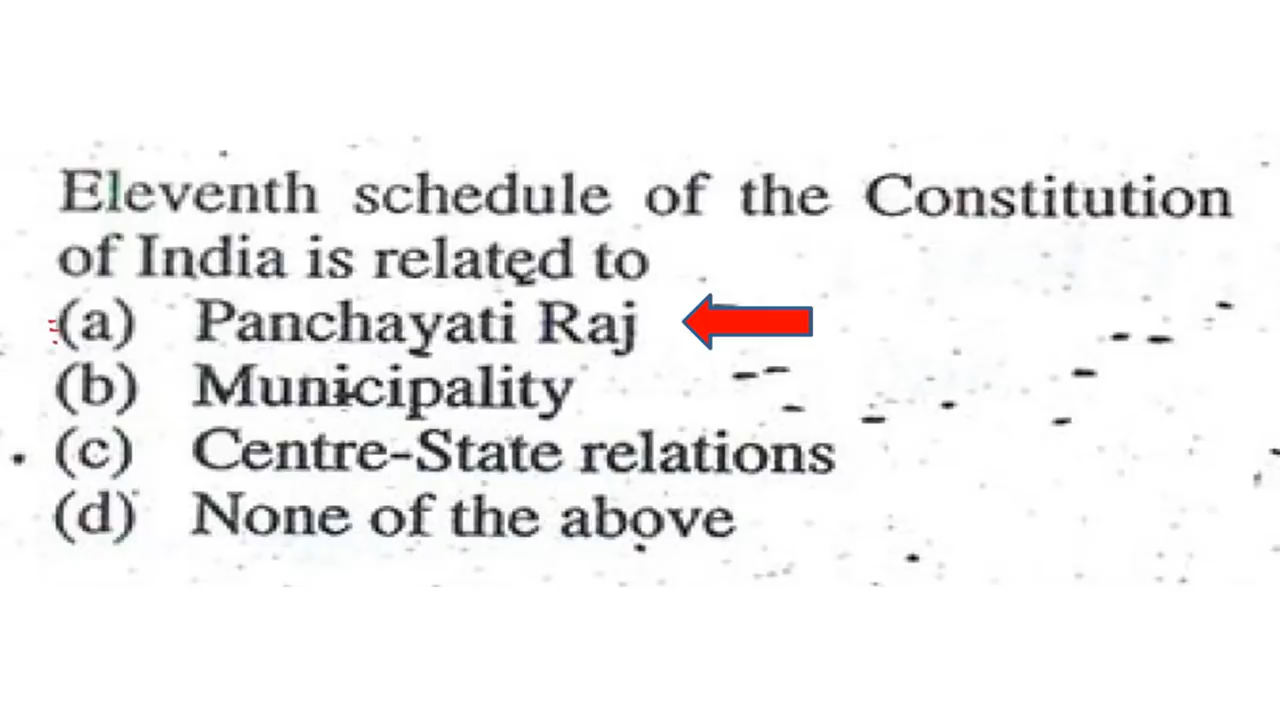 Eleventh schedule of the Constitution
of India is related to
(a) Panchayati Raj
(b) Municipality
(c) Centre-State relations
(d) None of the above